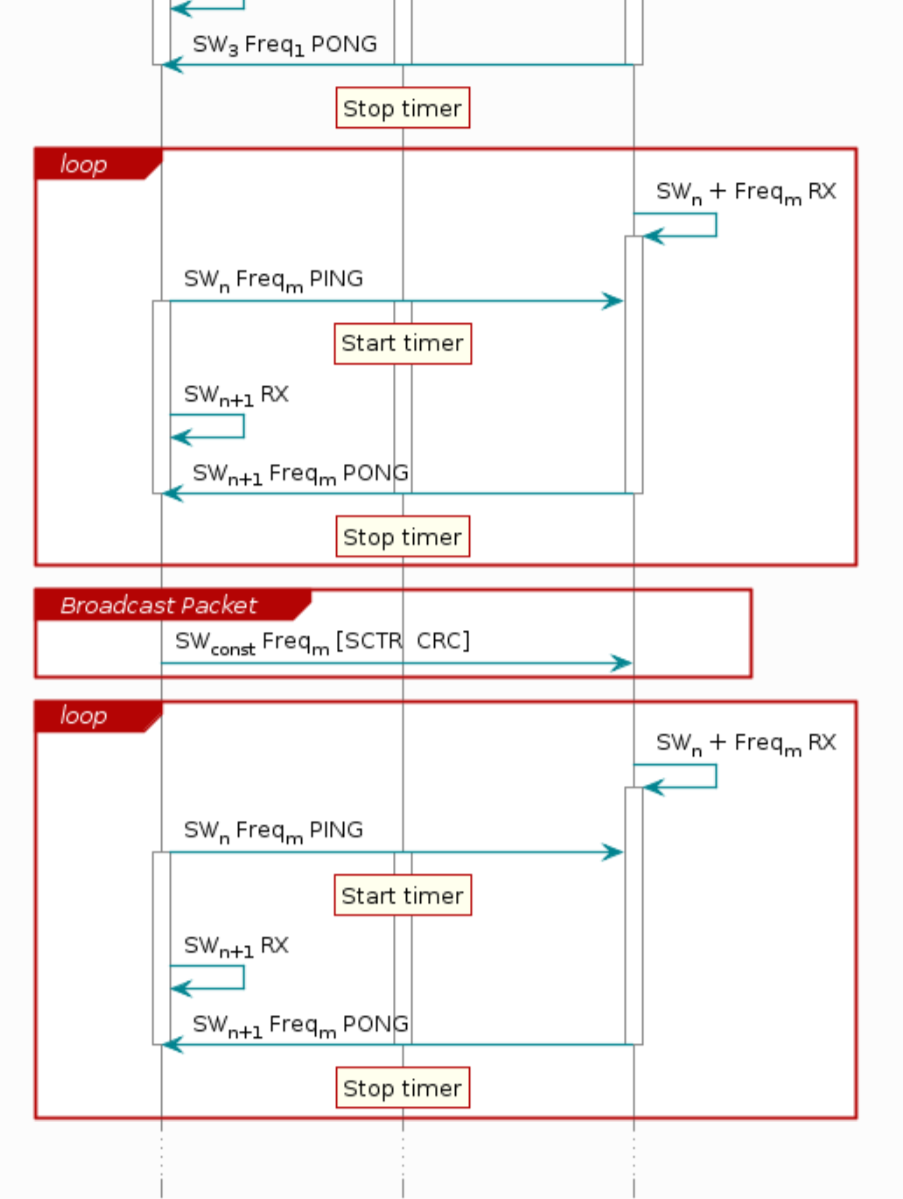 SW₃ Freq₁ PONG
Stop timer
loop
SWₙ + Freqₘ RX
SWₙ Freqₘ PING
Start timer
SWₙ₊₁ RX
SWₙ₊₁ Freqₘ PONG
Stop timer
Broadcast Packet
SW_const Freqₘ [SCTR CRC]
loop
SWₙ + Freqₘ RX
SWₙ Freqₘ PING
Start timer
SWₙ₊₁ RX
SWₙ₊₁ Freqₘ PONG
Stop timer